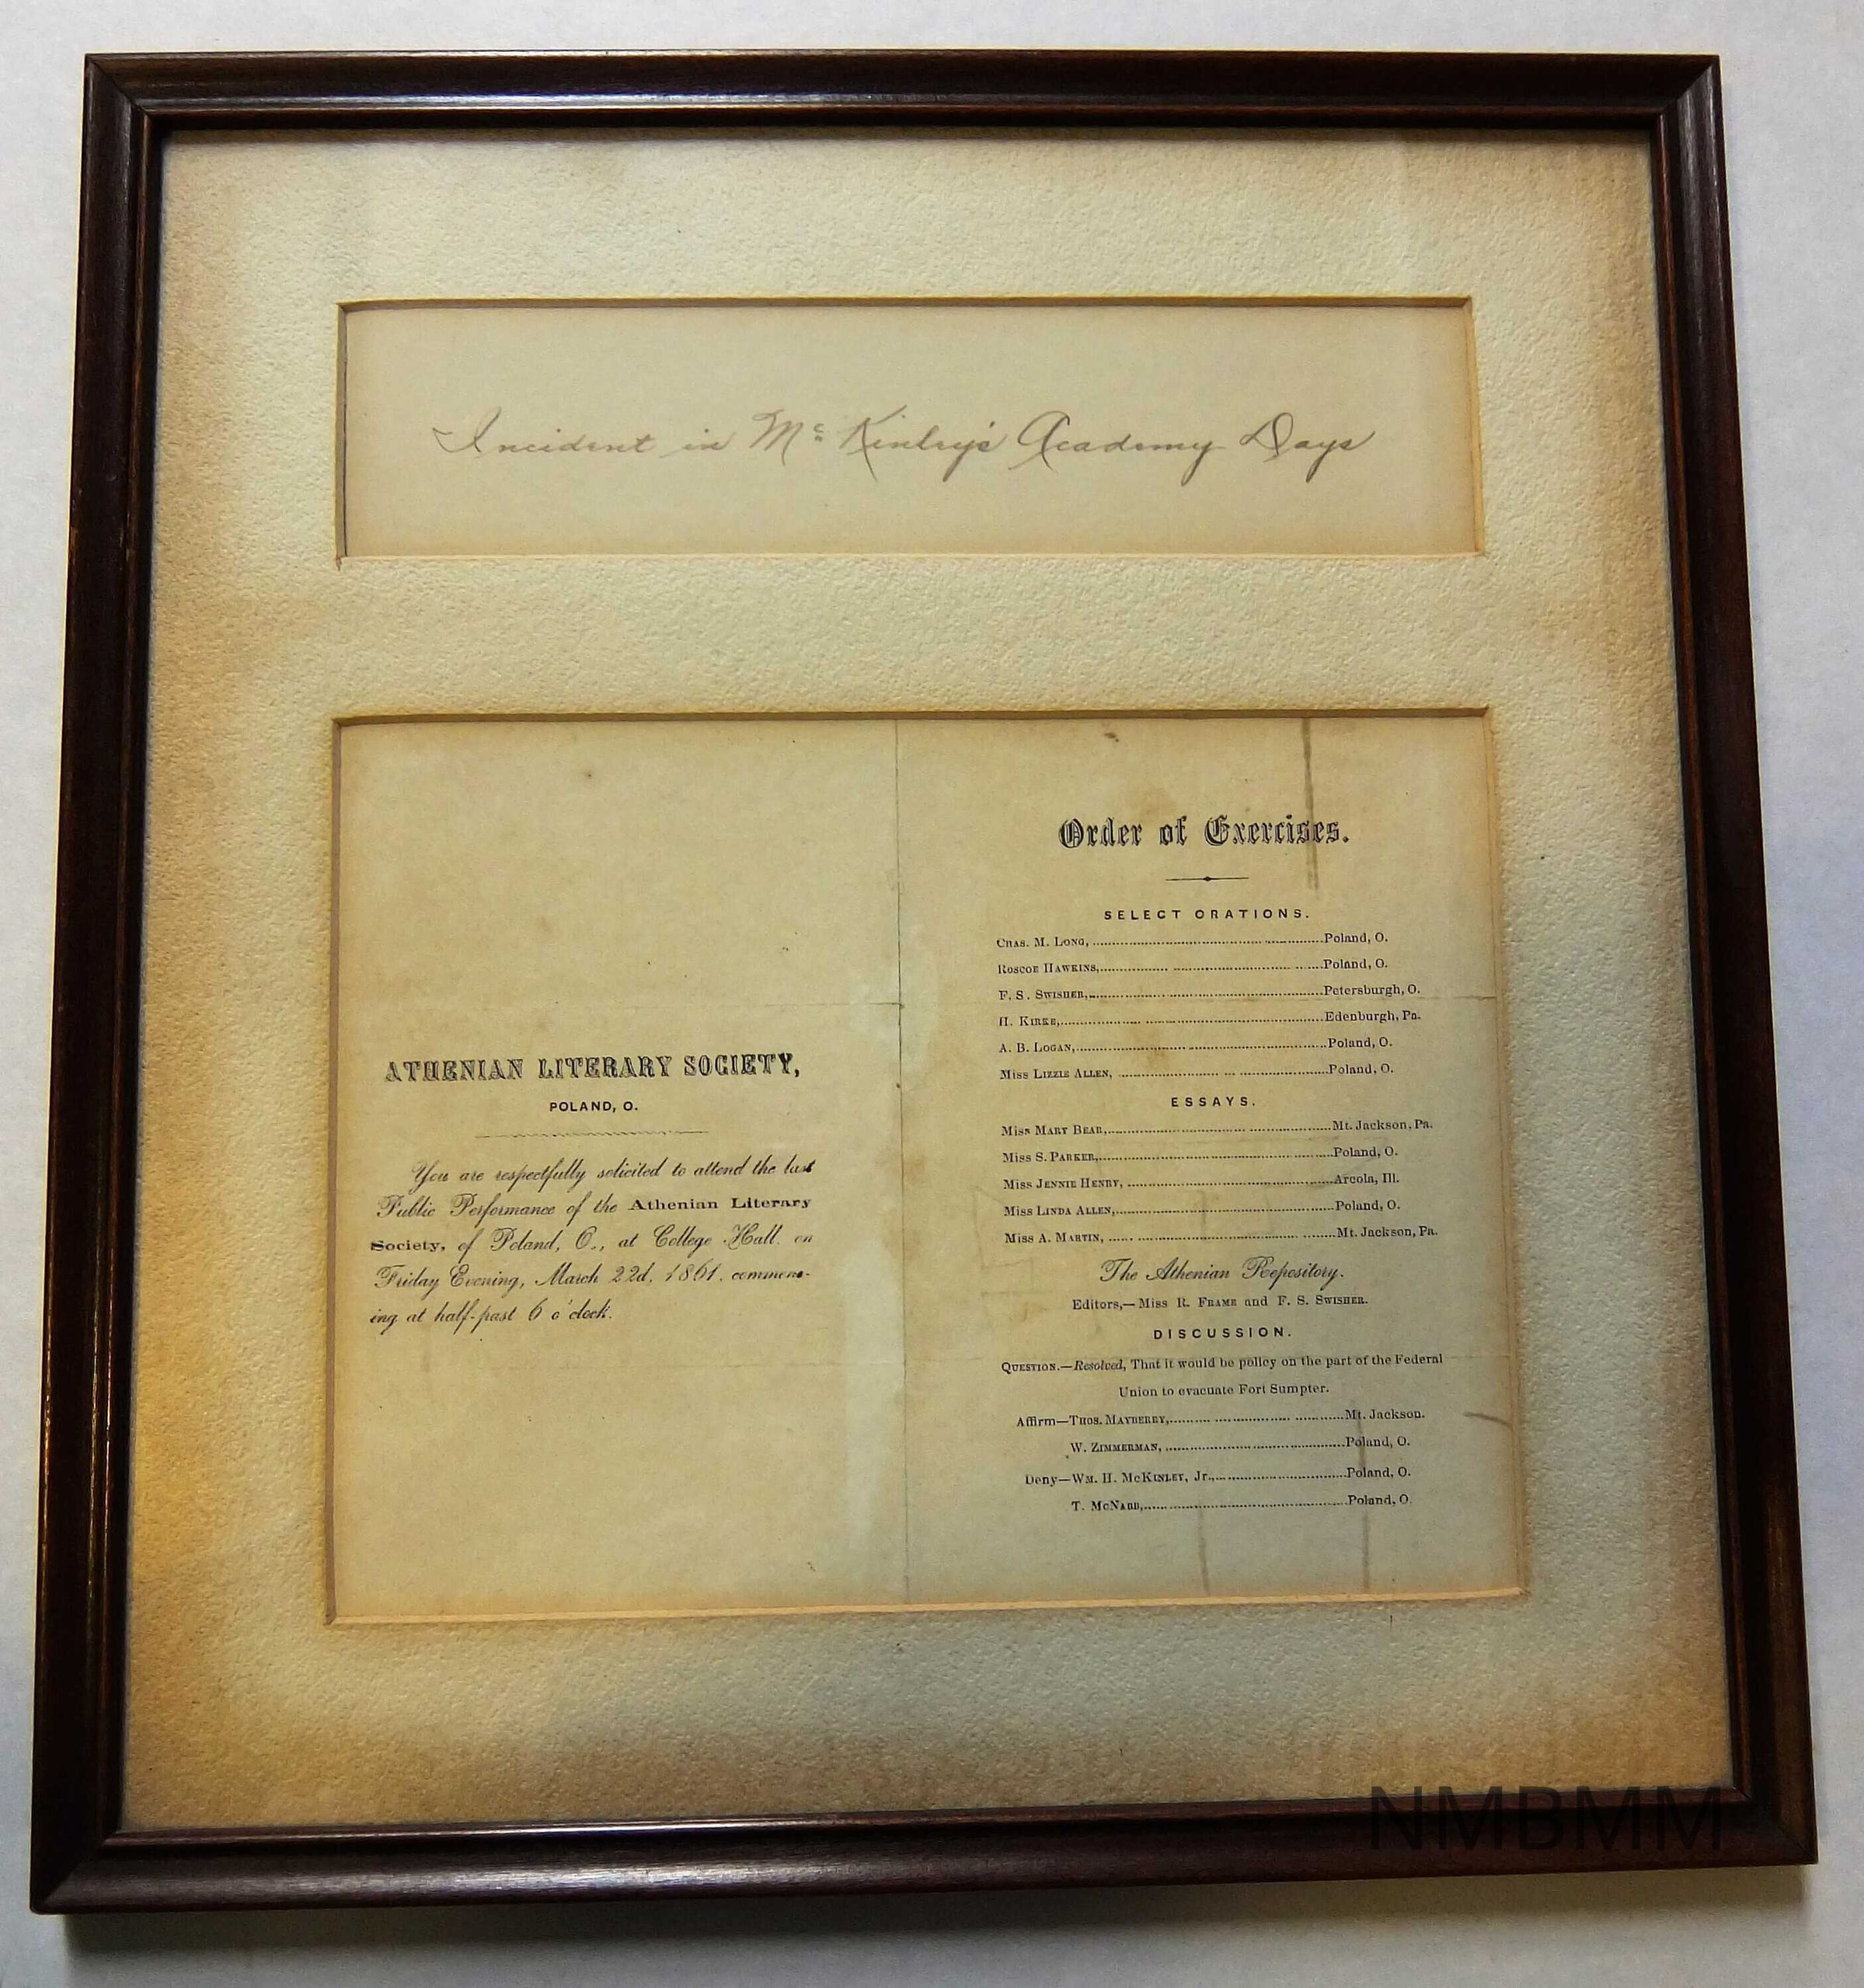 Incident in McKinley's Academy Days
ATHENIAN LITERARY SOCIETY,
POLAND, O.
You are respectfully solicited to attend the last
Public Performance of the Athenian Literary
Society, of Poland, O., at College Hall, on
Friday Evening, March 22d, 1861, commenc-
ing at half-past 6 o'clock.
Order of Exercises.
SELECT ORATIONS.
CHAS. M. LONG,..........Poland, O.
ROSCOE HAWKINS,..........Poland, O.
F. S. SWISHER,..........Petersburgh, O.
H. KIRKE,..........Edenburgh, Pa.
A. B. LOGAN,..........Poland, O.
MISS LIZZIE ALLEN,..........Poland, O.
ESSAYS.
MISS MARY BEAR,..........Mt. Jackson, Pa.
MISS S. PARKER,..........Poland, O.
MISS JENNIE HENRY,..........Arcola, Ill.
MISS LINDA ALLEN,..........Poland, O.
MISS A. MARTIN,..........Mt. Jackson, Pa.
The Athenian Repository.
Editors,—MISS R. FRAME and F. S. SWISHER.
DISCUSSION.
QUESTION.—Resolved, That it would be policy on the part of the Federal
Union to evacuate Fort Sumpter.
Affirm—THOS. MAYBERRY,..........Mt. Jackson.
W. ZIMMERMAN,..........Poland, O.
Deny—WM. H. MCKINLEY, Jr.,..........Poland, O.
T. MCNABB,..........Poland, O.
NMBMM